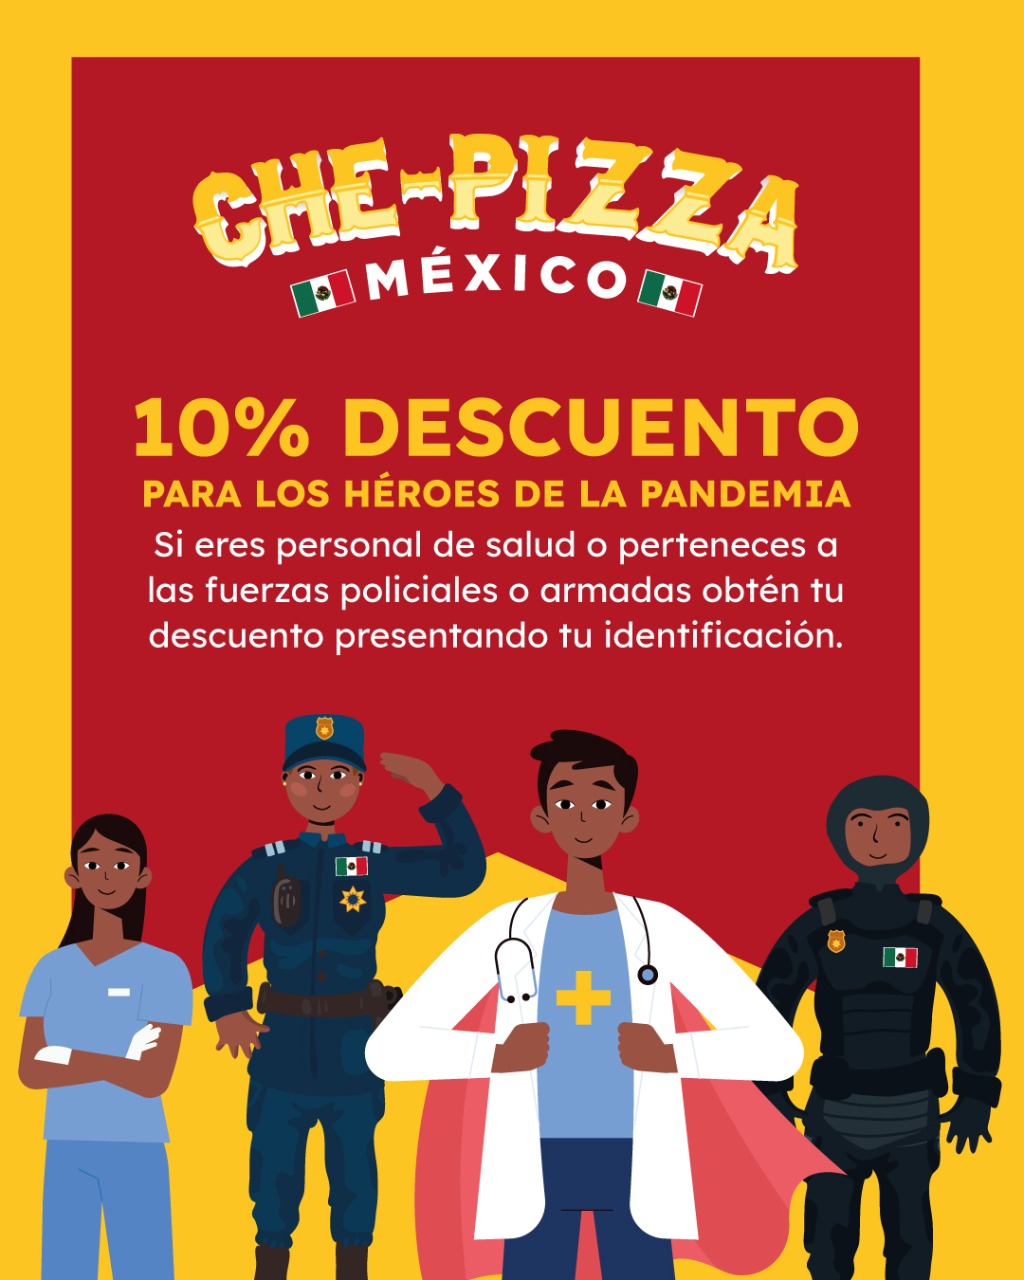 CHE-PIZZA
MÉXICO
10% DESCUENTO
PARA LOS HÉROES DE LA PANDEMIA
Si eres personal de salud o perteneces a
las fuerzas policiales o armadas obtén tu
descuento presentando tu identificación.